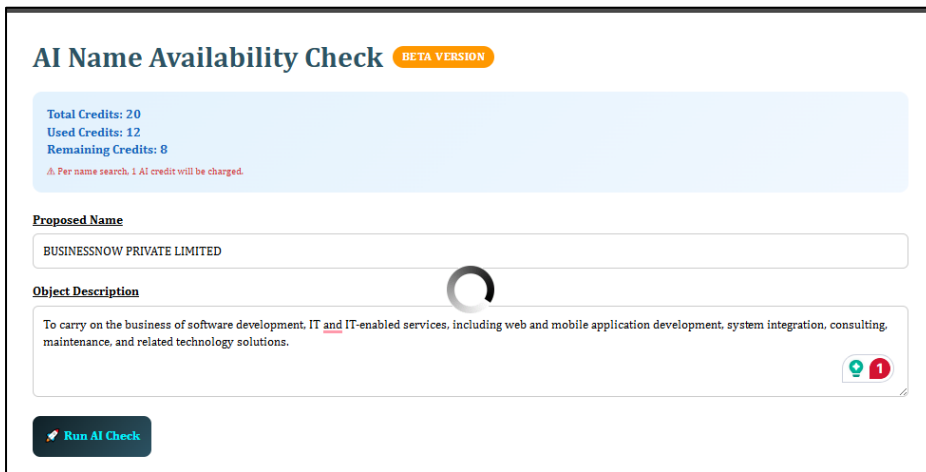 AI Name Availability Check BETA VERSION
Total Credits: 20
Used Credits: 12
Remaining Credits: 8
⚠ Per name search, 1 AI credit will be charged.
Proposed Name
BUSINESSNOW PRIVATE LIMITED
Object Description
To carry on the business of software development, IT and IT-enabled services, including web and mobile application development, system integration, consulting,
maintenance, and related technology solutions.
1
🚀 Run AI Check